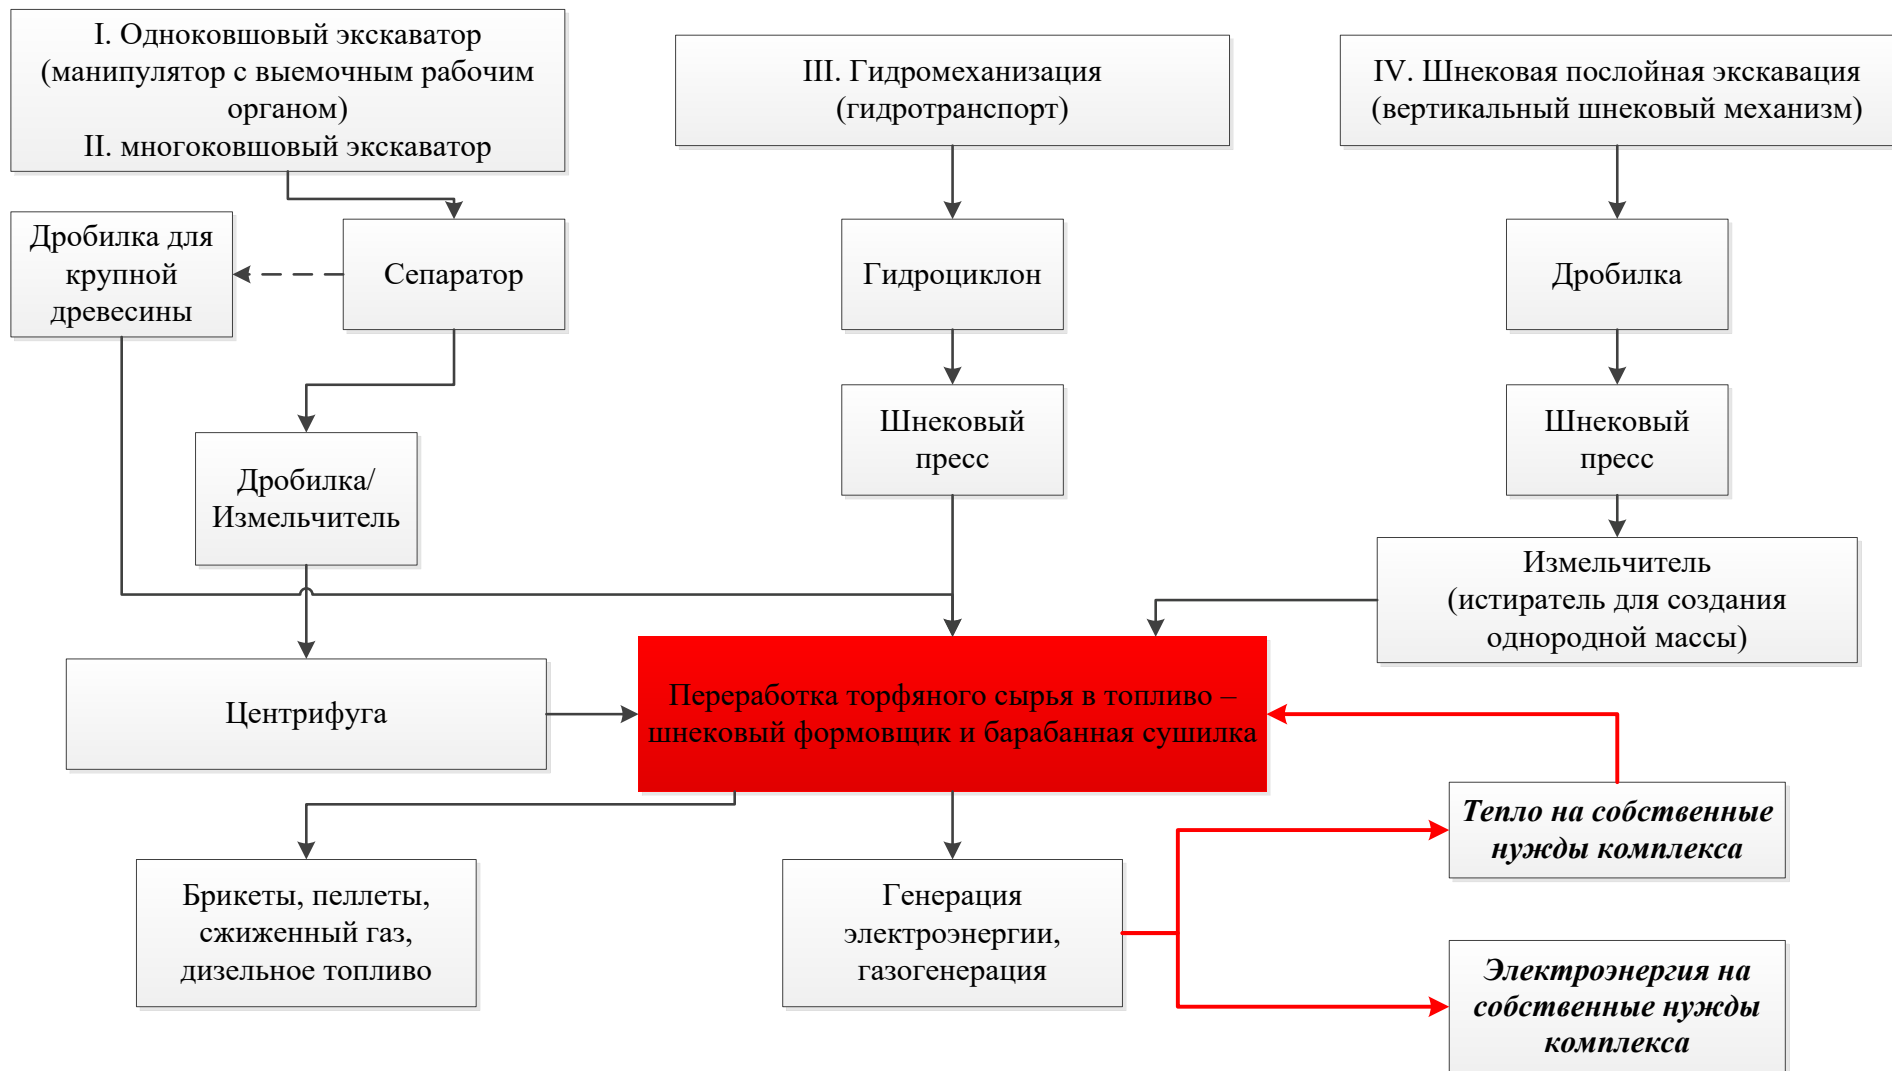 I. Одноковшовый экскаватор
(манипулятор с выемочным рабочим
органом)
II. многоковшовый экскаватор
III. Гидромеханизация
(гидротранспорт)
IV. Шнековая послойная экскавация
(вертикальный шнековый механизм)
Дробилка для
крупной
древесины
Сепаратор
Гидроциклон
Дробилка
Шнековый
пресс
Шнековый
пресс
Дробилка/
Измельчитель
Измельчитель
(истиратель для создания
однородной массы)
Центрифуга
Переработка торфяного сырья в топливо –
шнековый формовщик и барабанная сушилка
Тепло на собственные
нужды комплекса
Брикеты, пеллеты,
сжиженный газ,
дизельное топливо
Генерация
электроэнергии,
газогенерация
Электроэнергия на
собственные нужды
комплекса